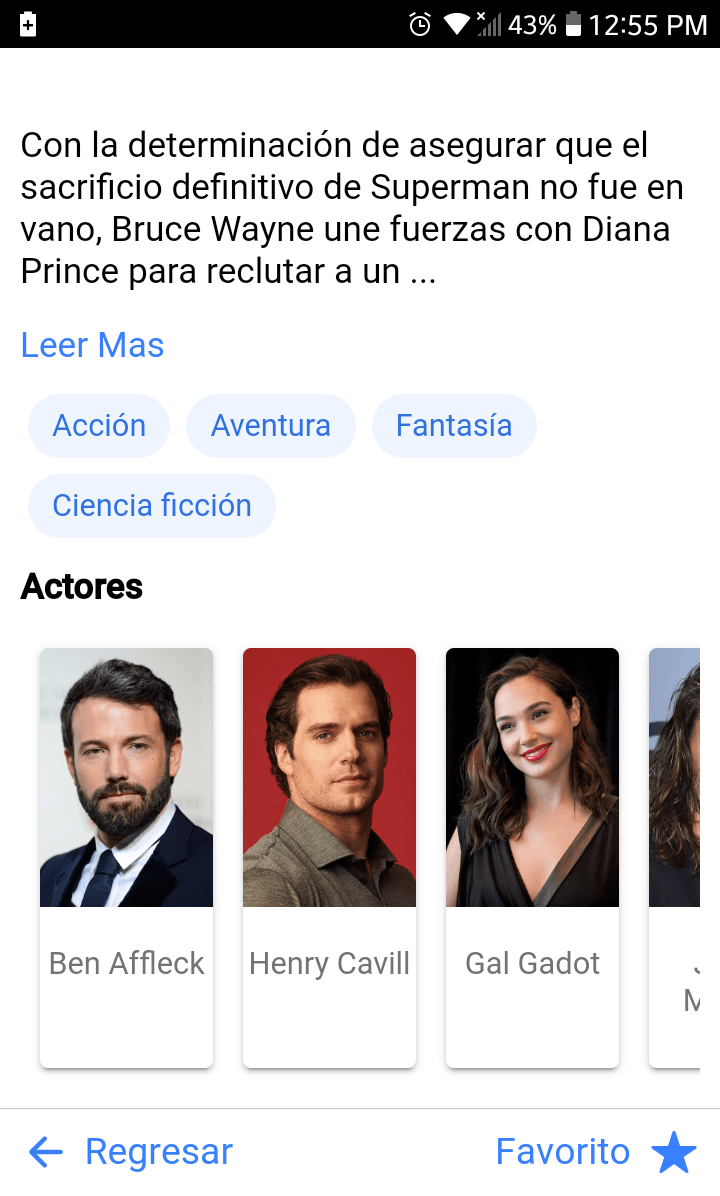 43% 12:55 PM
Con la determinación de asegurar que el
sacrificio definitivo de Superman no fue en
vano, Bruce Wayne une fuerzas con Diana
Prince para reclutar a un ...
Leer Mas
Acción Aventura Fantasía
Ciencia ficción
Actores
Ben Affleck Henry Cavill Gal Gadot
Regresar Favorito